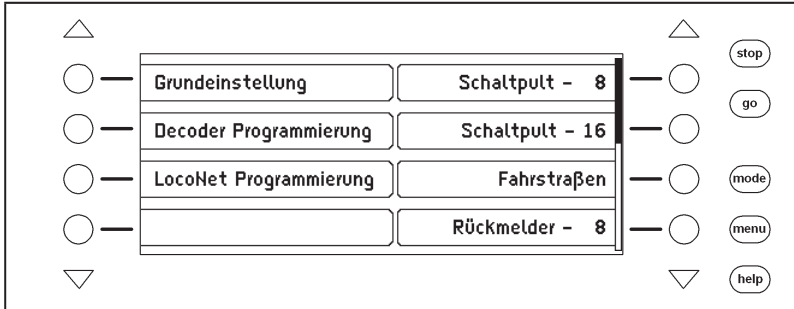 stop
Grundeinstellung Schaltpult - 8
go
Decoder Programmierung Schaltpult - 16
LocoNet Programmierung Fahrstraßen
mode
Rückmelder - 8
menu
help